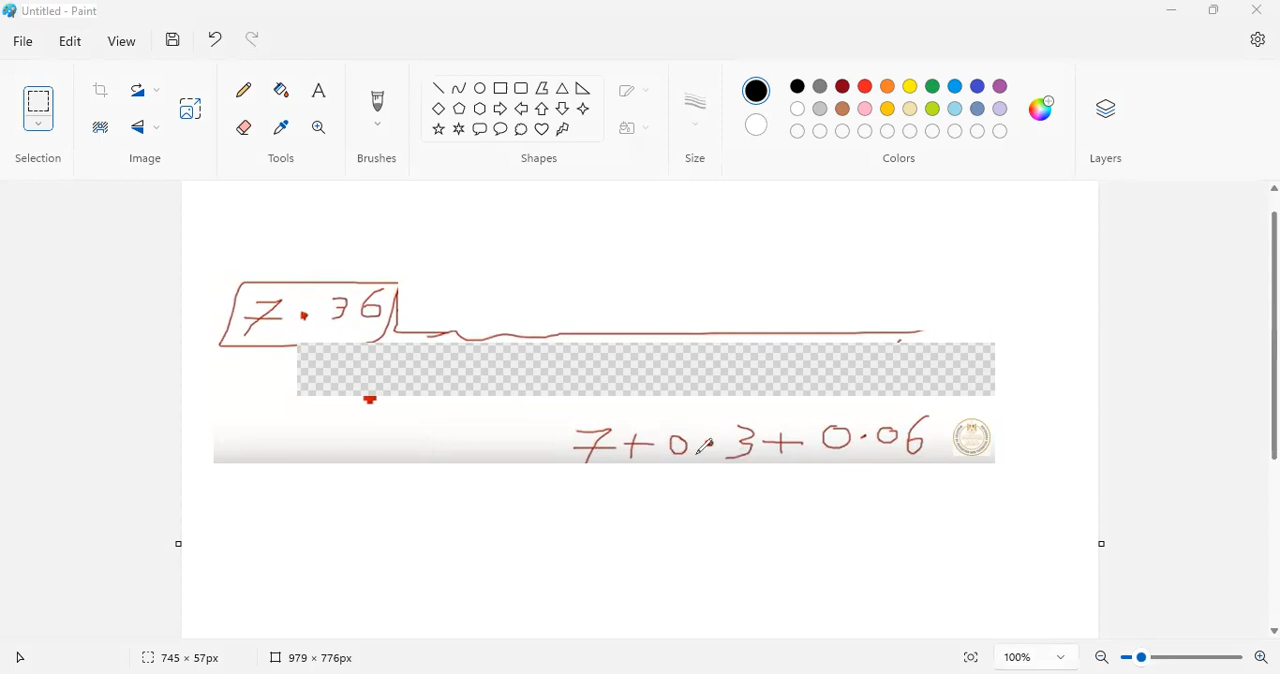 Untitled - Paint
File Edit View
Selection Image Tools Brushes Shapes Size Colors Layers
7.36
7+0.3+0.06
745 × 57px 979 × 776px 100%